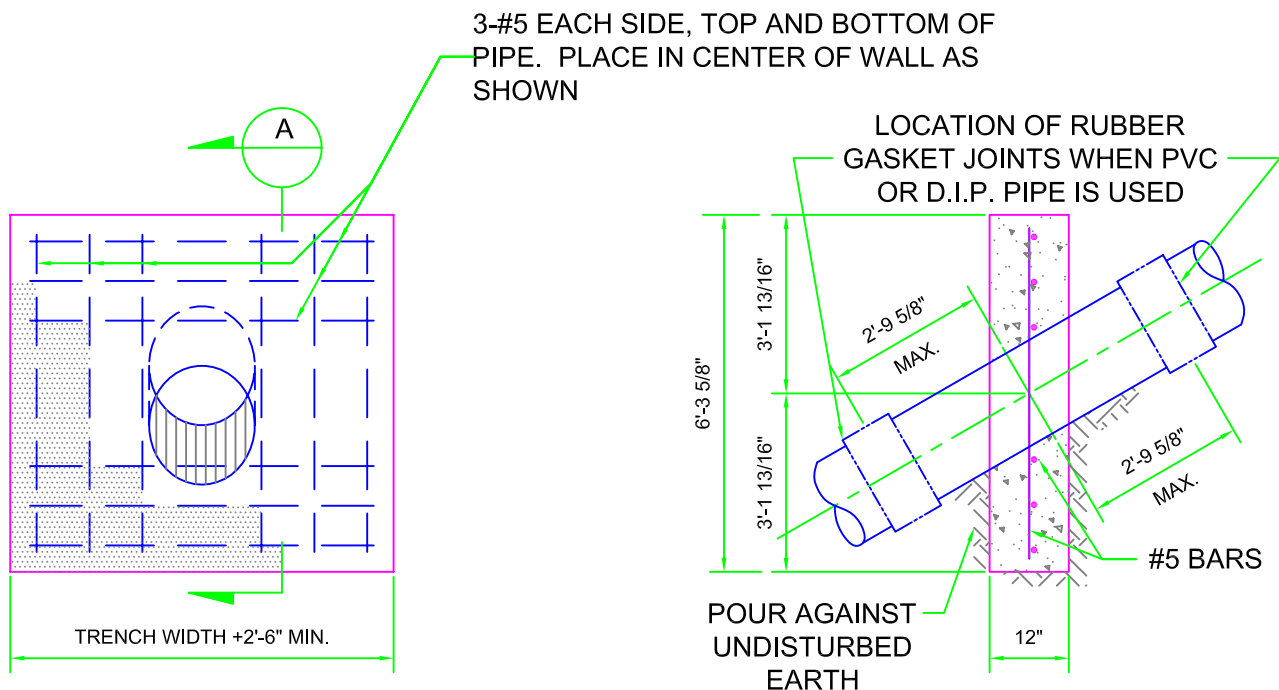 3-#5 EACH SIDE, TOP AND BOTTOM OF
PIPE. PLACE IN CENTER OF WALL AS
SHOWN
A
LOCATION OF RUBBER
GASKET JOINTS WHEN PVC
OR D.I.P. PIPE IS USED
6'-3 5/8"
3'-1 13/16"
3'-1 13/16"
2'-9 5/8"
MAX.
2'-9 5/8"
MAX.
#5 BARS
POUR AGAINST
UNDISTURBED
EARTH
12"
TRENCH WIDTH +2'-6" MIN.